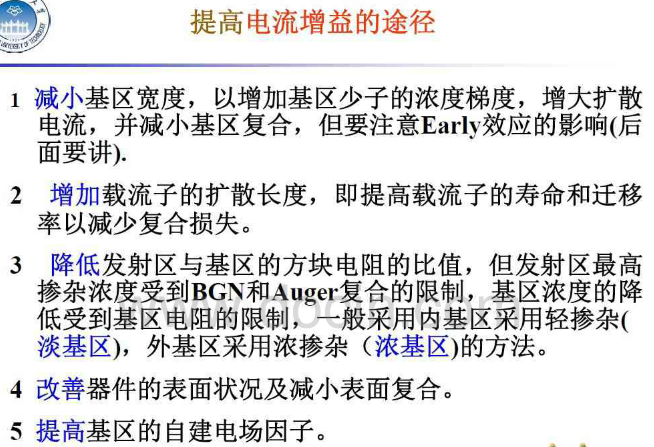 提高电流增益的途径
1 减小基区宽度，以增加基区少子的浓度梯度，增大扩散
电流，并减小基区复合，但要注意Early效应的影响(后
面要讲).
2 增加载流子的扩散长度，即提高载流子的寿命和迁移
率以减少复合损失。
3 降低发射区与基区的方块电阻的比值，但发射区最高
掺杂浓度受到BGN和Auger复合的限制，基区浓度的降
低受到基区电阻的限制，一般采用内基区采用轻掺杂(
淡基区)，外基区采用浓掺杂（浓基区)的方法。
4 改善器件的表面状况及减小表面复合。
5 提高基区的自建电场因子。